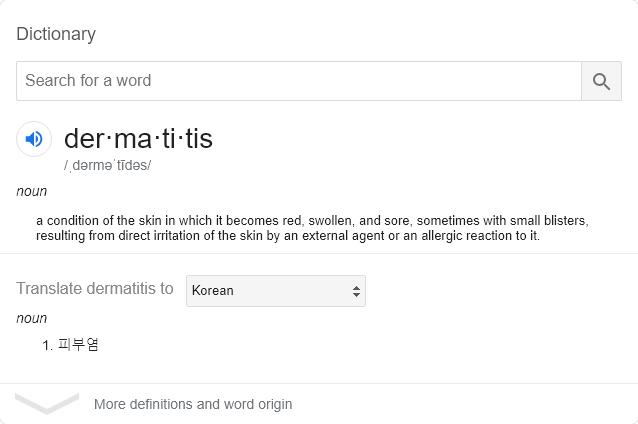 Dictionary
Search for a word
der·ma·ti·tis
/ˌdərməˈtīdəs/
noun
a condition of the skin in which it becomes red, swollen, and sore, sometimes with small blisters,
resulting from direct irritation of the skin by an external agent or an allergic reaction to it.
Translate dermatitis to Korean
noun
1. 피부염
More definitions and word origin